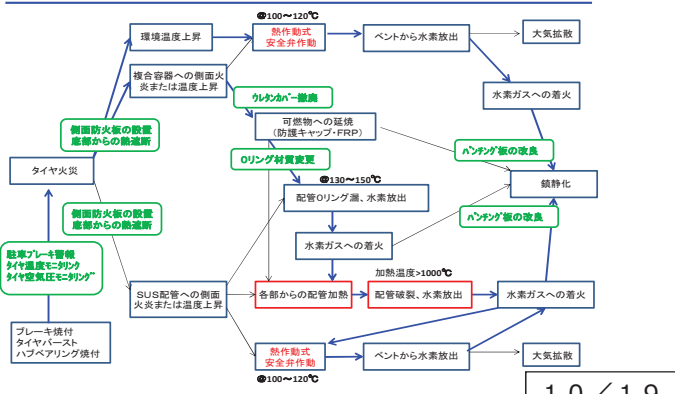 @100～120℃
環境温度上昇
熱作動式
安全弁作動
ベントから水素放出
大気拡散
複合容器への側面火
炎または温度上昇
ｳﾚﾀﾝｶﾊﾞｰ撤廃
水素ガスへの着火
可燃物への延焼
(防護キャップ・FRP)
側面防火板の設置
底部からの熱遮断
Oリング材質変更
ﾊﾟﾝﾁﾝｸﾞ板の改良
タイヤ火災
@130～150℃
鎮静化
配管Oリング漏、水素放出
側面防火板の設置
底部からの熱遮断
ﾊﾟﾝﾁﾝｸﾞ板の改良
水素ガスへの着火
駐車ﾌﾞﾚｰｷ警報
ﾀｲﾔ温度ﾓﾆﾀﾘﾝｸﾞ
ﾀｲﾔ空気圧ﾓﾆﾀﾘﾝｸﾞ
加熱温度>1000℃
SUS配管への側面
火炎または温度上昇
各部からの配管加熱
配管破裂、水素放出
水素ガスへの着火
ブレーキ焼付
タイヤバースト
ハブベアリング焼付
熱作動式
安全弁作動
ベントから水素放出
大気拡散
@100～120℃
１０／１９